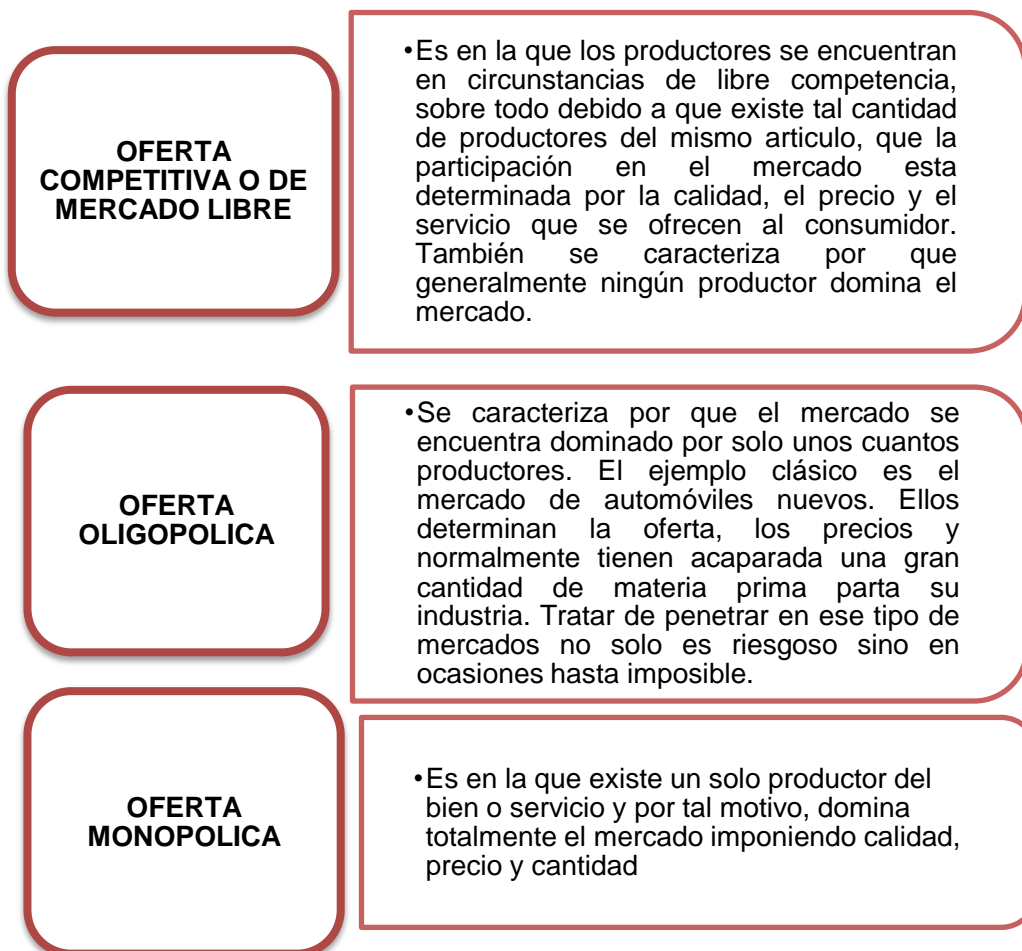 OFERTA
COMPETITIVA O DE
MERCADO LIBRE
•Es en la que los productores se encuentran
en circunstancias de libre competencia,
sobre todo debido a que existe tal cantidad
de productores del mismo articulo, que la
participación en el mercado esta
determinada por la calidad, el precio y el
servicio que se ofrecen al consumidor.
También se caracteriza por que
generalmente ningún productor domina el
mercado.
OFERTA
OLIGOPOLICA
•Se caracteriza por que el mercado se
encuentra dominado por solo unos cuantos
productores. El ejemplo clásico es el
mercado de automóviles nuevos. Ellos
determinan la oferta, los precios y
normalmente tienen acaparada una gran
cantidad de materia prima parta su
industria. Tratar de penetrar en ese tipo de
mercados no solo es riesgoso sino en
ocasiones hasta imposible.
OFERTA
MONOPOLICA
•Es en la que existe un solo productor del
bien o servicio y por tal motivo, domina
totalmente el mercado imponiendo calidad,
precio y cantidad